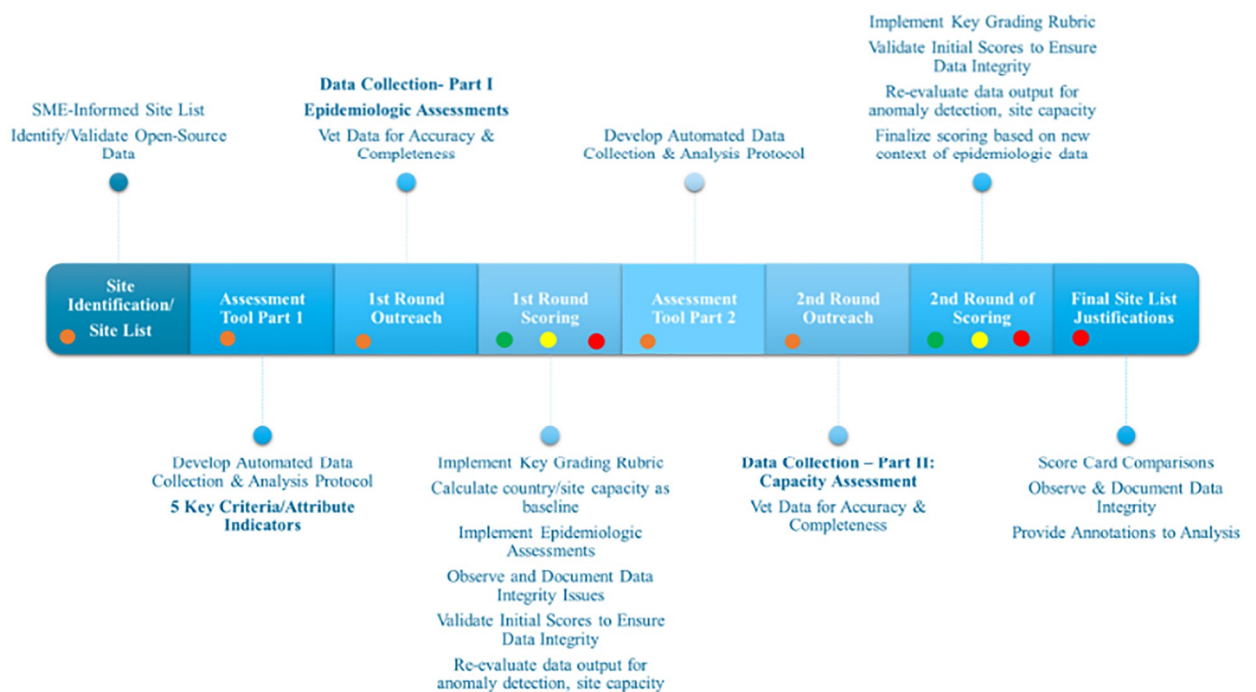 Implement Key Grading Rubric
Validate Initial Scores to Ensure
Data Integrity
Re-evaluate data output for
anomaly detection, site capacity
Finalize scoring based on new
context of epidemiologic data
Data Collection- Part I
Epidemiologic Assessments
Vet Data for Accuracy &
Completeness
SME-Informed Site List
Identify/Validate Open-Source
Data
Develop Automated Data
Collection & Analysis Protocol
Site
Identification/
Site List
Assessment
Tool Part 1
1st Round
Outreach
1st Round
Scoring
Assessment
Tool Part 2
2nd Round
Outreach
2nd Round of
Scoring
Final Site List
Justifications
Develop Automated Data
Collection & Analysis Protocol
5 Key Criteria/Attribute
Indicators
Implement Key Grading Rubric
Calculate country/site capacity as
baseline
Implement Epidemiologic
Assessments
Observe and Document Data
Integrity Issues
Validate Initial Scores to Ensure
Data Integrity
Re-evaluate data output for
anomaly detection, site capacity
Data Collection – Part II:
Capacity Assessment
Vet Data for Accuracy &
Completeness
Score Card Comparisons
Observe & Document Data
Integrity
Provide Annotations to Analysis